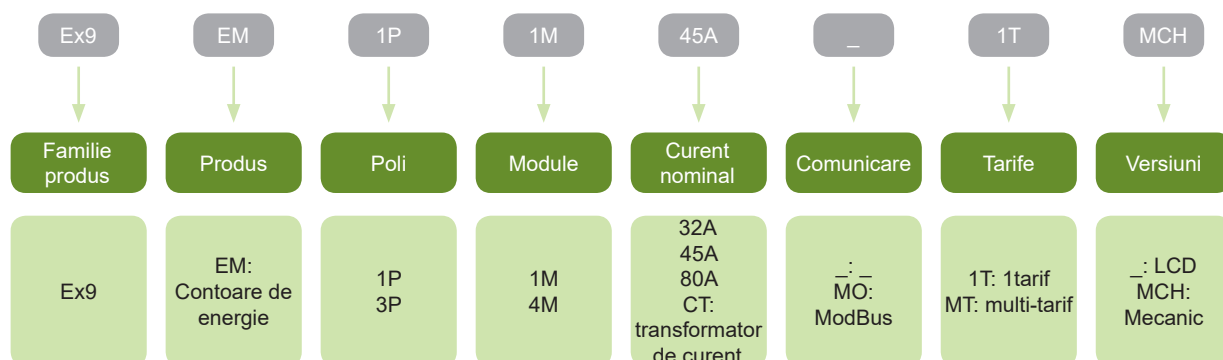 Ex9
EM
1P
1M
45A
_
1T
MCH
Familie
produs
Produs
Poli
Module
Curent
nominal
Comunicare
Tarife
Versiuni
Ex9
EM:
Contoare de
energie
1P
3P
1M
4M
32A
45A
80A
CT:
transformator
de curent
_: _
MO:
ModBus
1T: 1tarif
MT: multi-tarif
_: LCD
MCH:
Mecanic